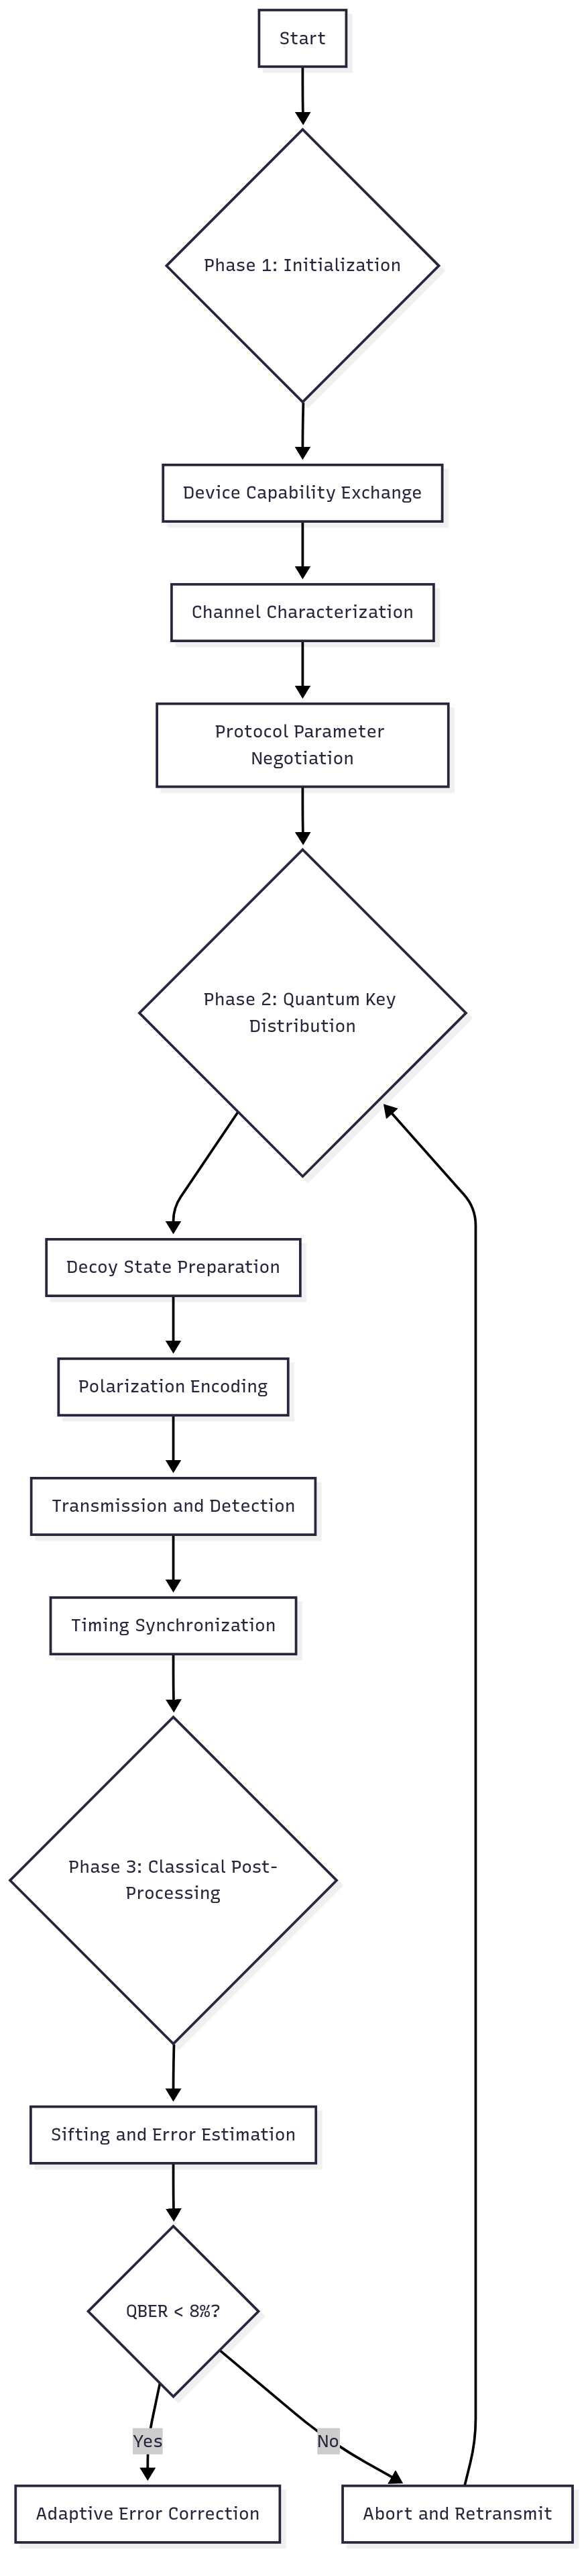 Start
Phase 1: Initialization
Device Capability Exchange
Channel Characterization
Protocol Parameter
Negotiation
Phase 2: Quantum Key
Distribution
Decoy State Preparation
Polarization Encoding
Transmission and Detection
Timing Synchronization
Phase 3: Classical Post-
Processing
Sifting and Error Estimation
QBER < 8%?
Yes
No
Adaptive Error Correction
Abort and Retransmit